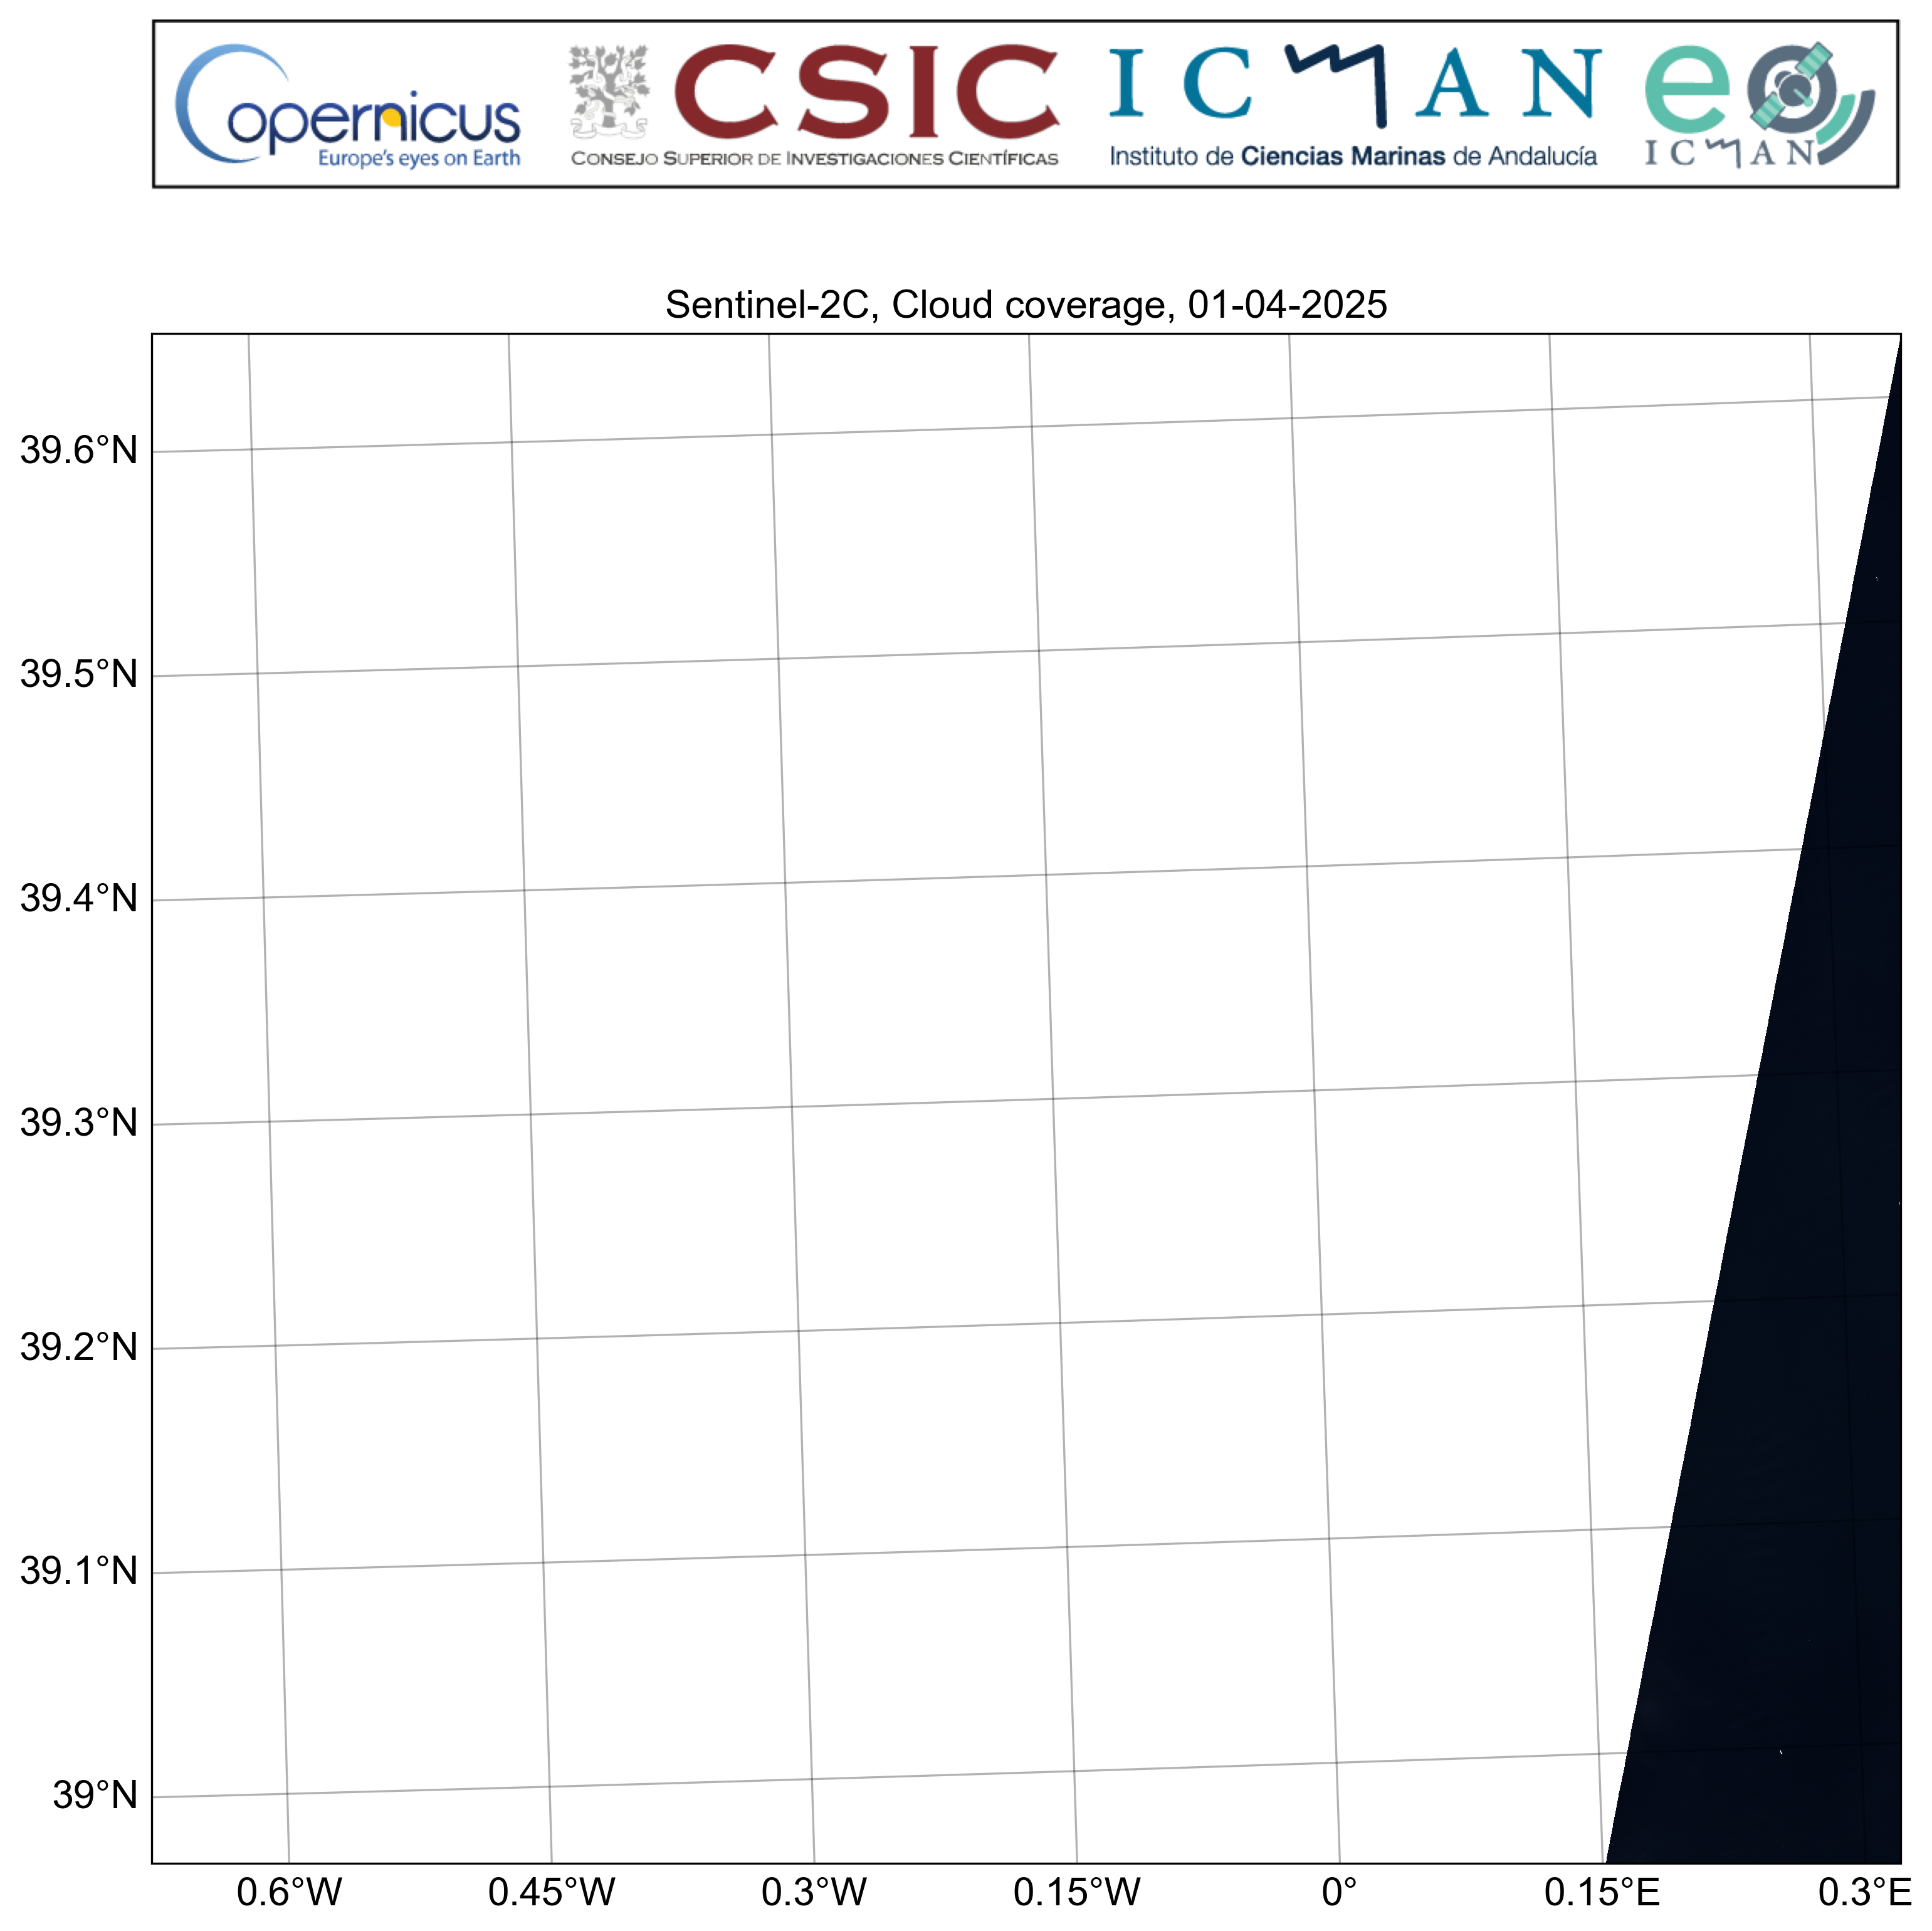 Copernicus
Europe's eyes on Earth
CSIC
CONSEJO SUPERIOR DE INVESTIGACIONES CIENTÍFICAS
ICMAN
Instituto de Ciencias Marinas de Andalucía
eo
ICMAN
Sentinel-2C, Cloud coverage, 01-04-2025
39.6°N
39.5°N
39.4°N
39.3°N
39.2°N
39.1°N
39°N
0.6°W 0.45°W 0.3°W 0.15°W 0° 0.15°E 0.3°E